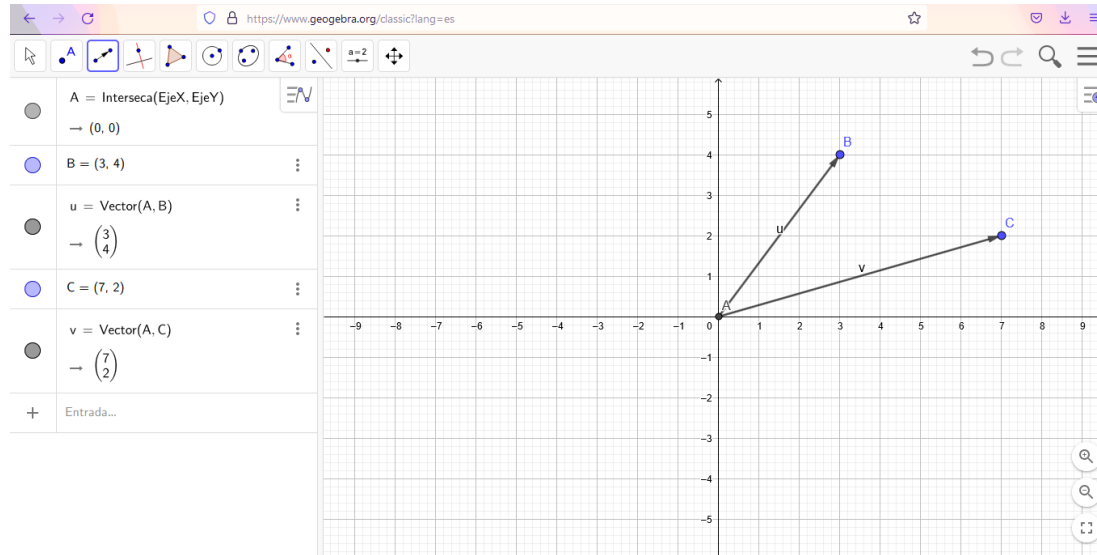 https://www.geogebra.org/classic?lang=es
A
a=2
A = Interseca(EjeX, EjeY)
→ (0, 0)
B = (3, 4)
u = Vector(A, B)
→ (3
4)
C = (7, 2)
v = Vector(A, C)
→ (7
2)
+ Entrada...
5
4
3
2
1
-9 -8 -7 -6 -5 -4 -3 -2 -1 0 1 2 3 4 5 6 7 8 9
-1
-2
-3
-4
-5
B
u
C
v
A